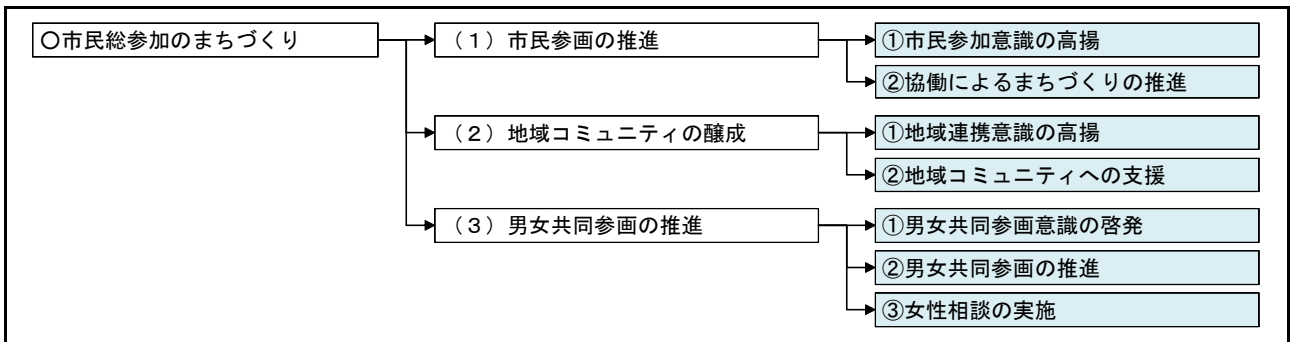 〇市民総参加のまちづくり
（１）市民参画の推進
①市民参加意識の高揚
②協働によるまちづくりの推進
（２）地域コミュニティの醸成
①地域連携意識の高揚
②地域コミュニティへの支援
（３）男女共同参画の推進
①男女共同参画意識の啓発
②男女共同参画の推進
③女性相談の実施